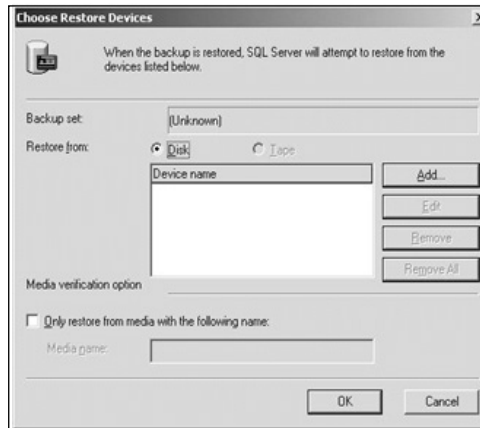 Choose Restore Devices
When the backup is restored, SQL Server will attempt to restore from the
devices listed below.
Backup set: (Unknown)
Restore from: Disk Tape
Device name
Add...
Edit
Remove
Remove All
Media verification option
Only restore from media with the following name:
Media name:
OK Cancel